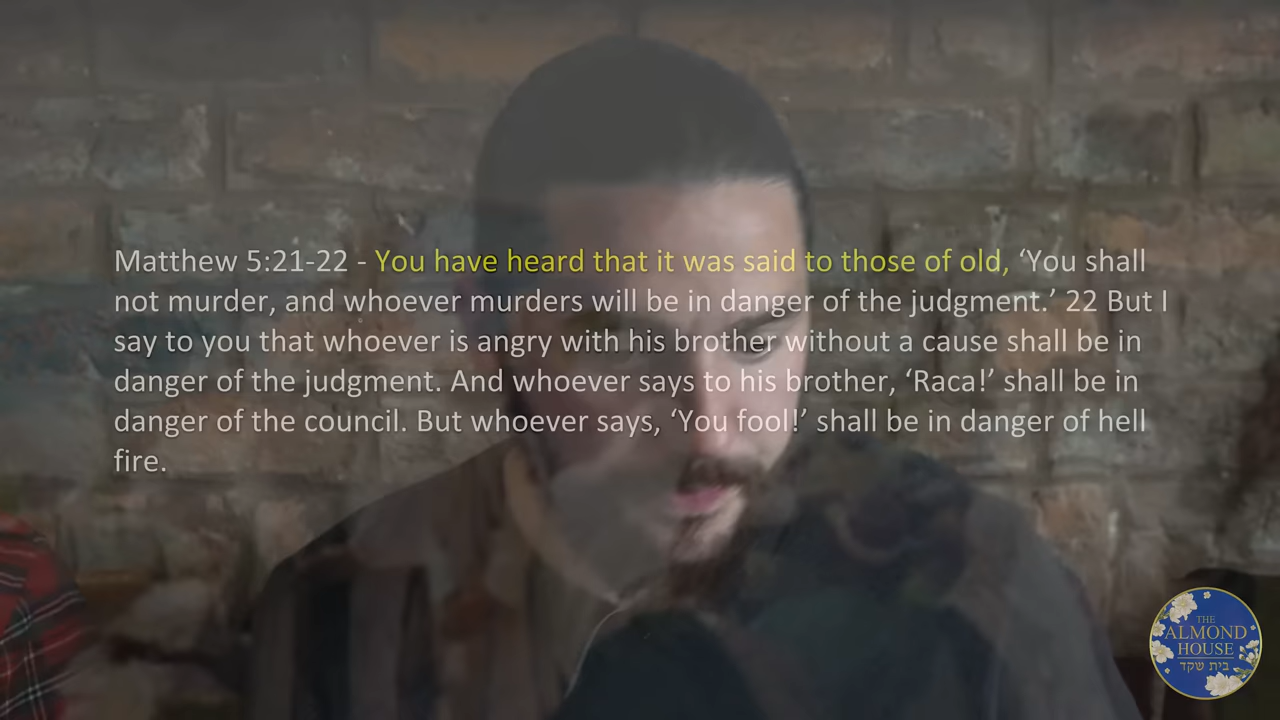 Matthew 5:21-22 - You have heard that it was said to those of old, ‘You shall
not murder, and whoever murders will be in danger of the judgment.’ 22 But I
say to you that whoever is angry with his brother without a cause shall be in
danger of the judgment. And whoever says to his brother, ‘Raca!’ shall be in
danger of the council. But whoever says, ‘You fool!’ shall be in danger of hell
fire.
THE
ALMOND
HOUSE
בית שקד